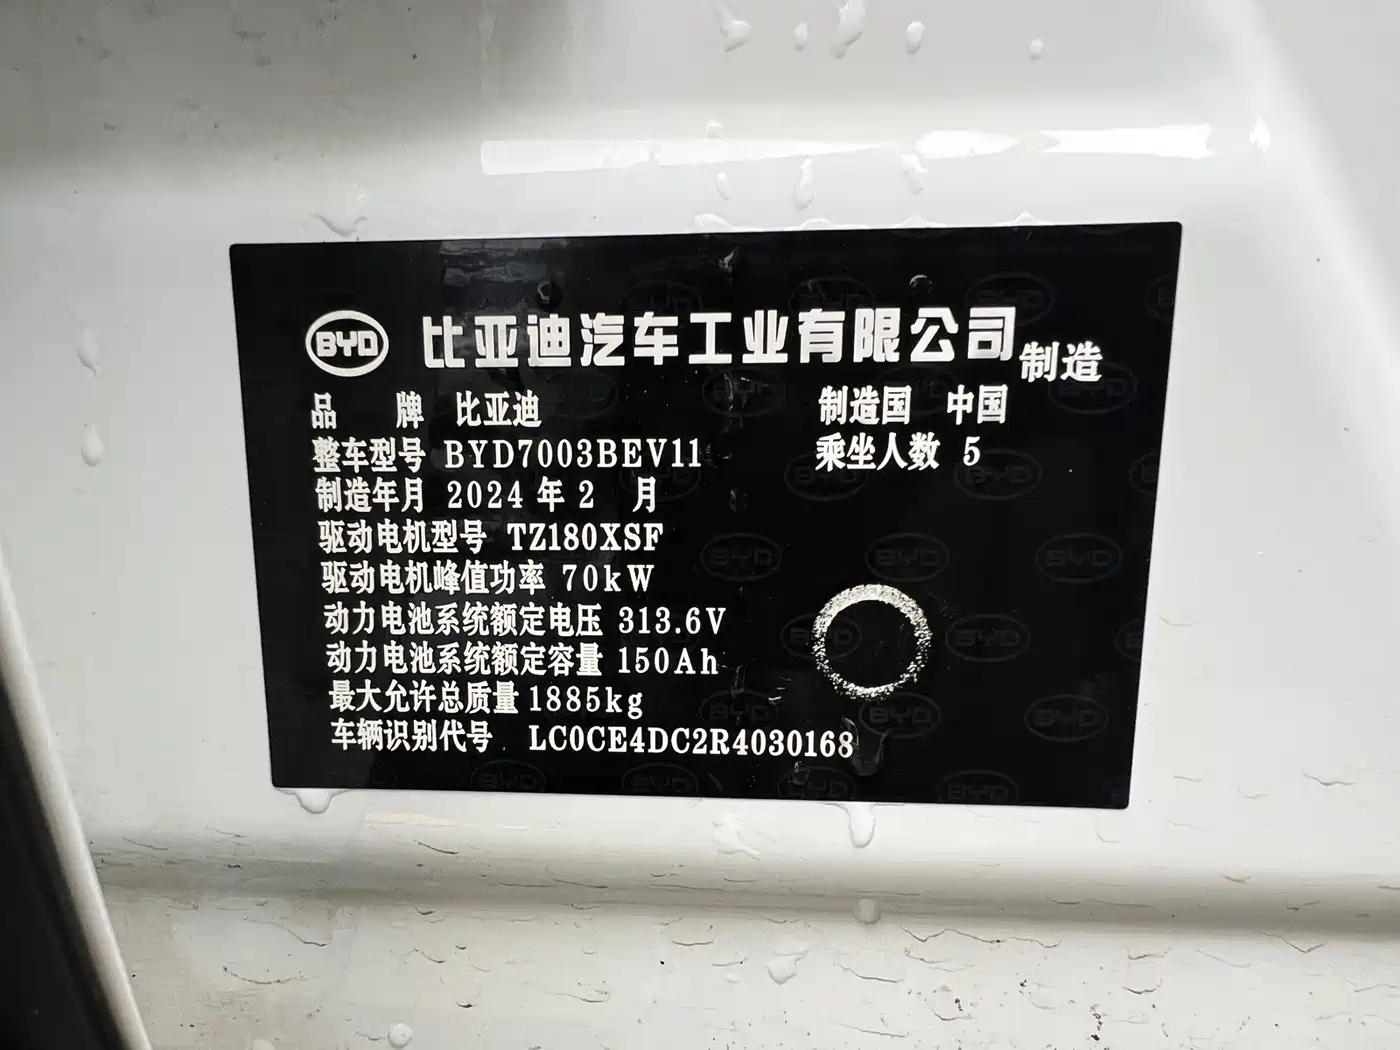 BYD 比亚迪汽车工业有限公司 制造
品 牌 比亚迪 制造国 中国
整车型号 BYD7003BEV11 乘坐人数 5
制造年月 2024 年 2 月
驱动电机型号 TZ180XSF
驱动电机峰值功率 70kW
动力电池系统额定电压 313.6V
动力电池系统额定容量 150Ah
最大允许总质量 1885kg
车辆识别代号 LC0CE4DC2R4030168